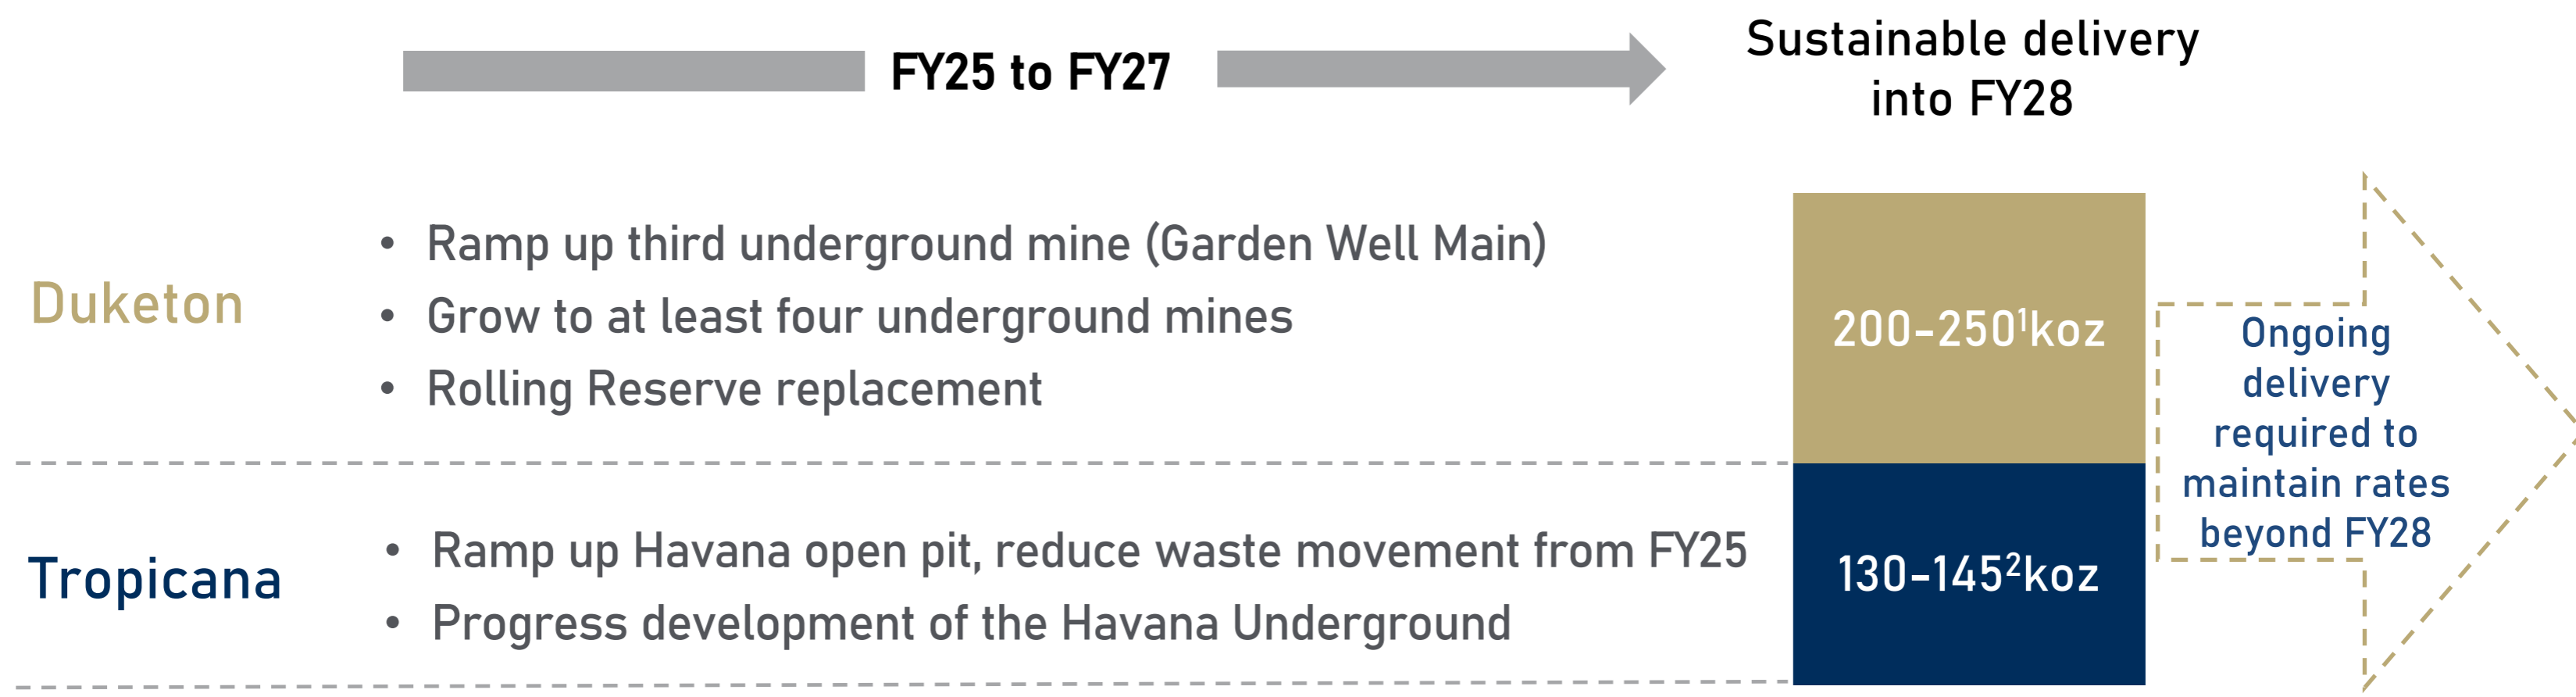 FY25 to FY27
Sustainable delivery
into FY28
Duketon
• Ramp up third underground mine (Garden Well Main)
• Grow to at least four underground mines
• Rolling Reserve replacement
200-250¹koz
Tropicana
• Ramp up Havana open pit, reduce waste movement from FY25
• Progress development of the Havana Underground
130-145²koz
Ongoing
delivery
required to
maintain rates
beyond FY28